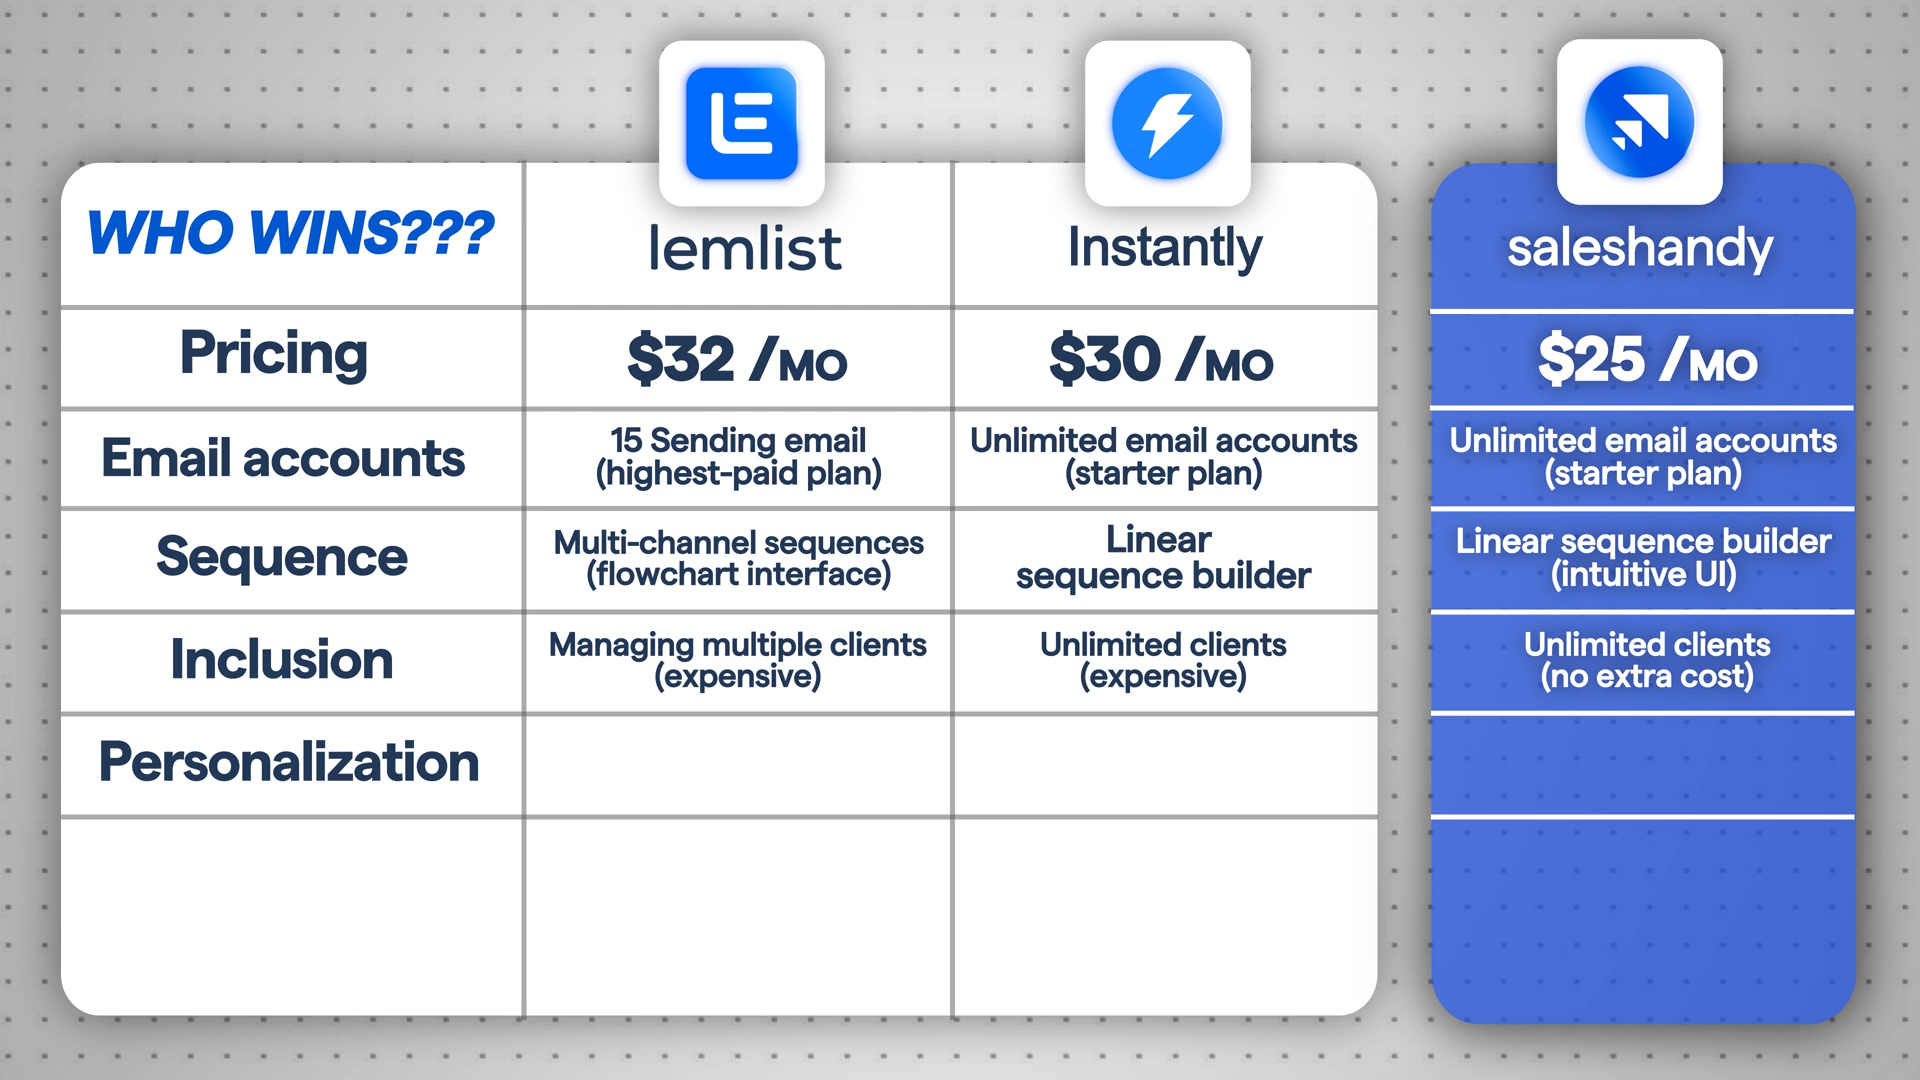 WHO WINS???
lemlist
Instantly
saleshandy
Pricing
$32 /MO
$30 /MO
$25 /MO
Email accounts
15 Sending email
(highest-paid plan)
Unlimited email accounts
(starter plan)
Unlimited email accounts
(starter plan)
Sequence
Multi-channel sequences
(flowchart interface)
Linear
sequence builder
Linear sequence builder
(intuitive UI)
Inclusion
Managing multiple clients
(expensive)
Unlimited clients
(expensive)
Unlimited clients
(no extra cost)
Personalization